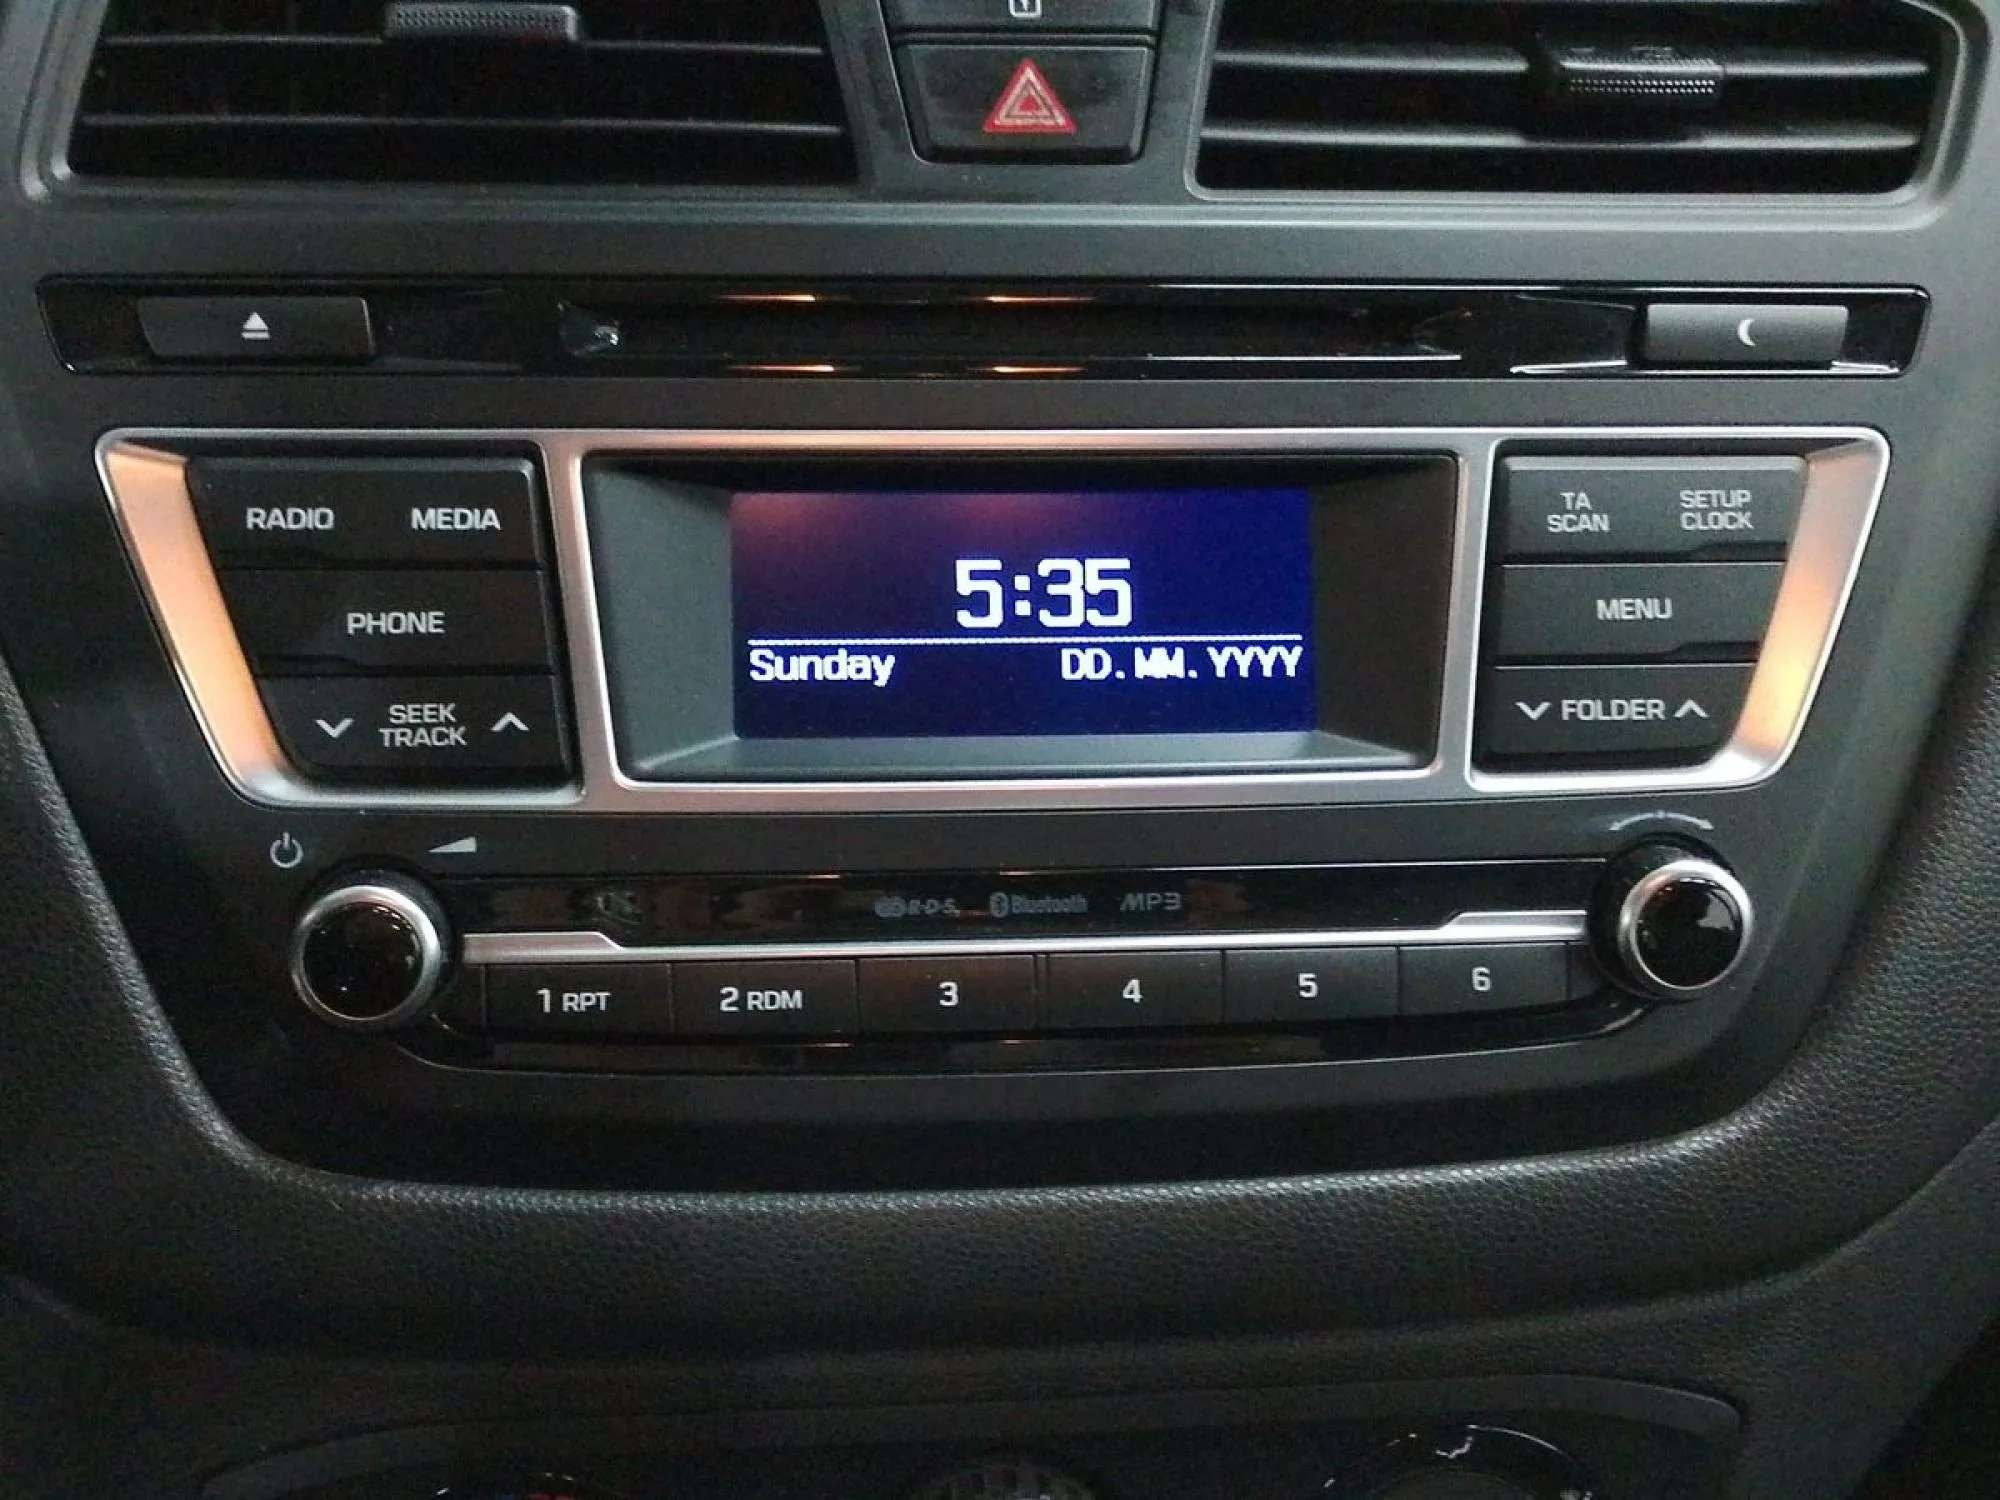 RADIO MEDIA
PHONE
SEEK
TRACK
5:35
Sunday DD.MM.YYYY
TA
SCAN
SETUP
CLOCK
MENU
FOLDER
R·D·S Bluetooth MP3
1 RPT 2 RDM 3 4 5 6